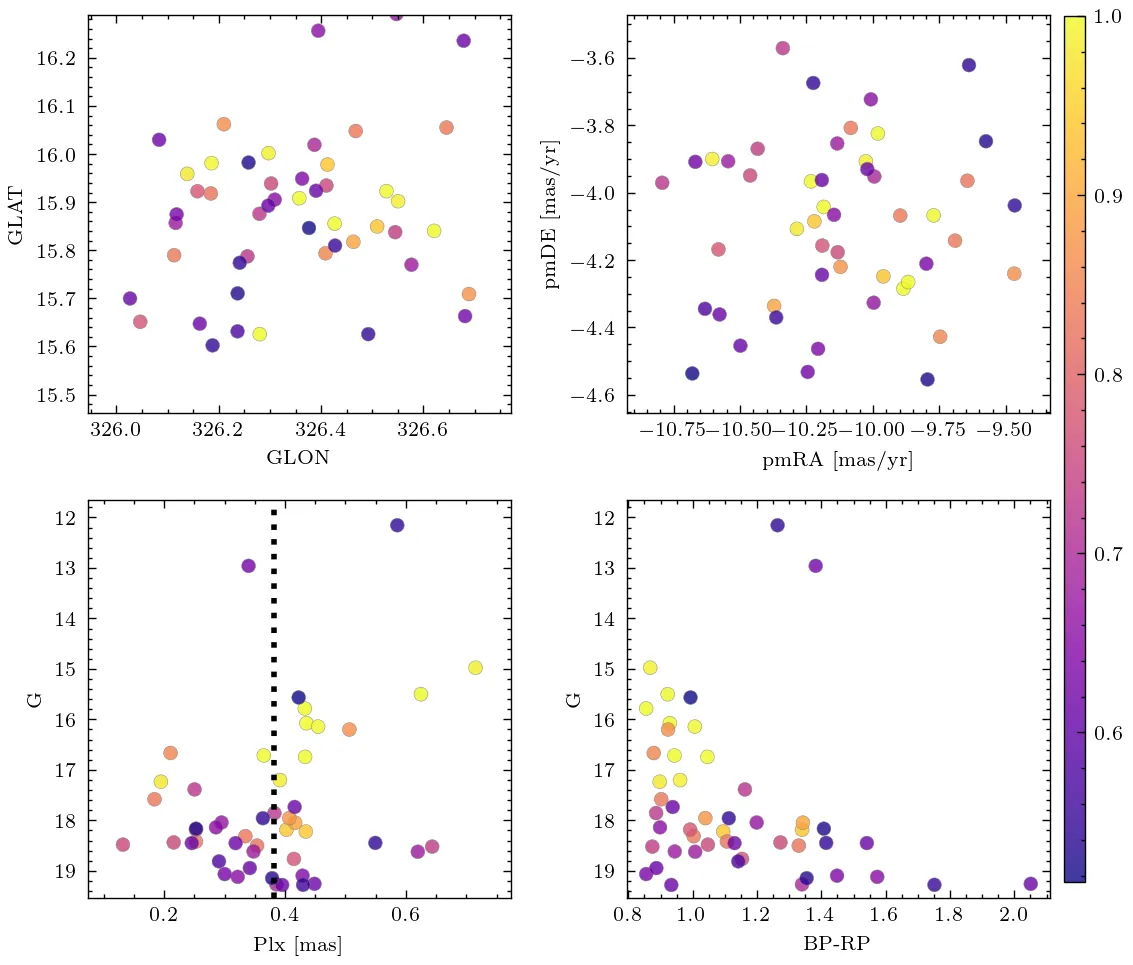 16.2
16.1
16.0
15.9
15.8
15.7
15.6
15.5
GLAT
326.0 326.2 326.4 326.6
GLON
−3.6
−3.8
−4.0
−4.2
−4.4
−4.6
pmDE [mas/yr]
−10.75 −10.50 −10.25 −10.00 −9.75 −9.50
pmRA [mas/yr]
12
13
14
15
16
17
18
19
G
0.2 0.4 0.6
Plx [mas]
12
13
14
15
16
17
18
19
G
0.8 1.0 1.2 1.4 1.6 1.8 2.0
BP-RP
1.0
0.9
0.8
0.7
0.6